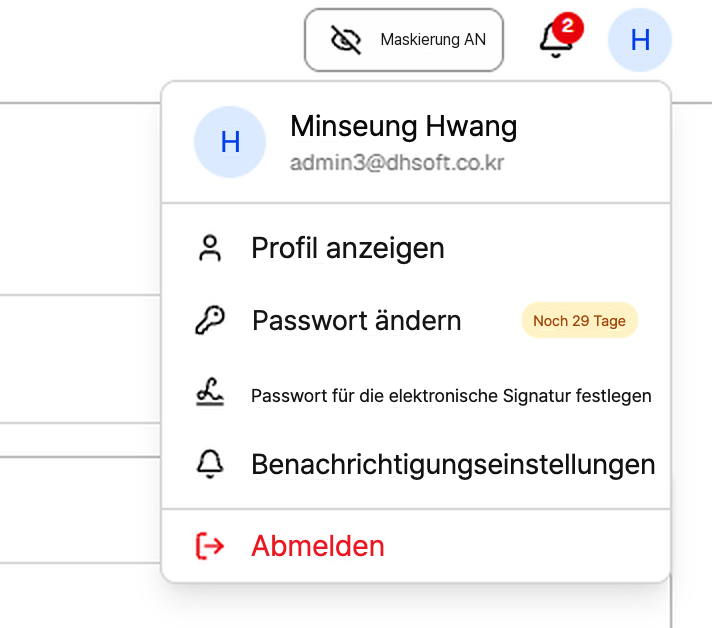 Maskierung AN
2
H
H
Minseung Hwang
admin3@dhsoft.co.kr
Profil anzeigen
Passwort ändern
Noch 29 Tage
Passwort für die elektronische Signatur festlegen
Benachrichtigungseinstellungen
Abmelden